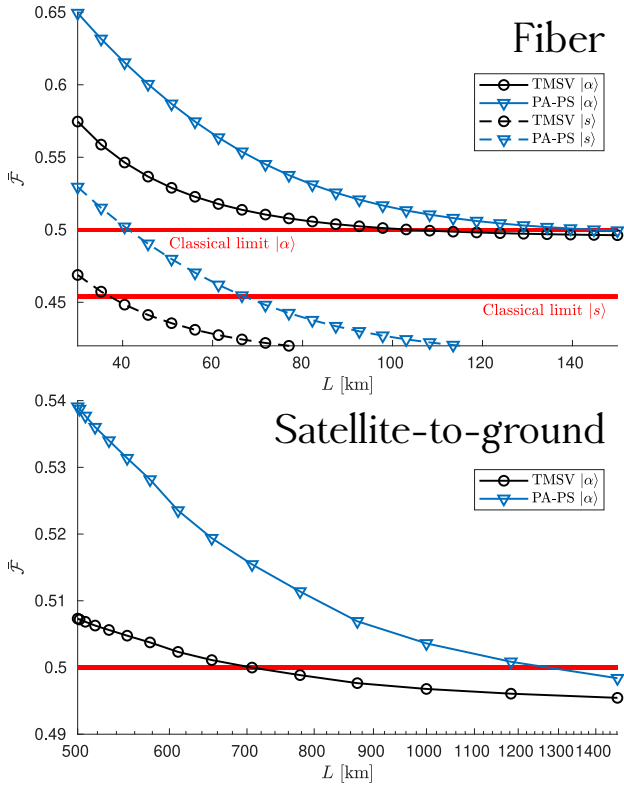 Fiber
0.65
0.6
0.55
0.5
0.45
F̄
TMSV |α⟩
PA-PS |α⟩
TMSV |s⟩
PA-PS |s⟩
Classical limit |α⟩
Classical limit |s⟩
40 60 80 100 120 140
L [km]
Satellite-to-ground
0.54
0.53
0.52
0.51
0.5
0.49
F̄
TMSV |α⟩
PA-PS |α⟩
500 600 700 800 900 1000 1100 1200 1300 1400
L [km]